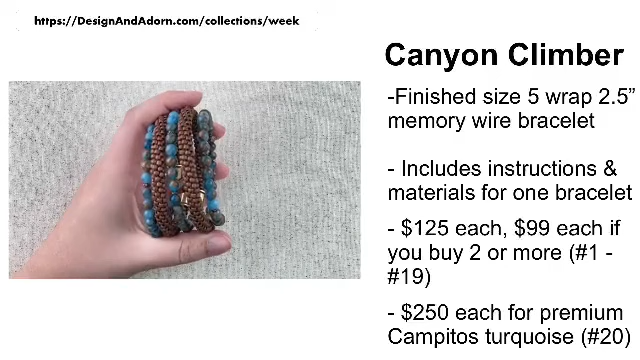 https://DesignAndAdorn.com/collections/week
Canyon Climber
-Finished size 5 wrap 2.5”
memory wire bracelet
- Includes instructions &
materials for one bracelet
- $125 each, $99 each if
you buy 2 or more (#1 -
#19)
- $250 each for premium
Campitos turquoise (#20)